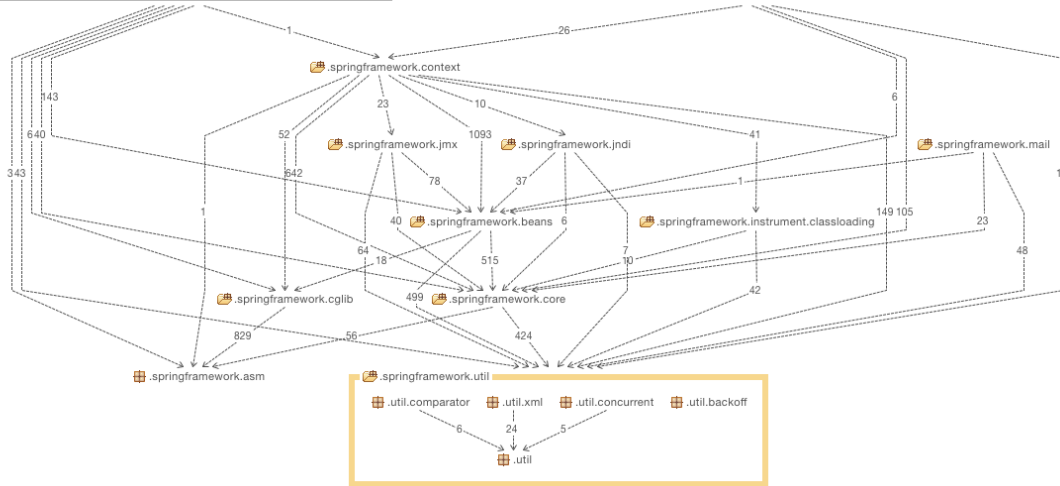 1
26
.springframework.context
143
23
10
6
640
52
1093
41
.springframework.jmx
.springframework.jndi
.springframework.mail
343
642
78
37
1
1
1
40
.springframework.beans
6
.springframework.instrument.classloading
149
105
23
64
18
515
7
10
48
499
42
.springframework.cglib
.springframework.core
829
56
424
.springframework.asm
.springframework.util
.util.comparator
.util.xml
.util.concurrent
.util.backoff
6
24
5
.util